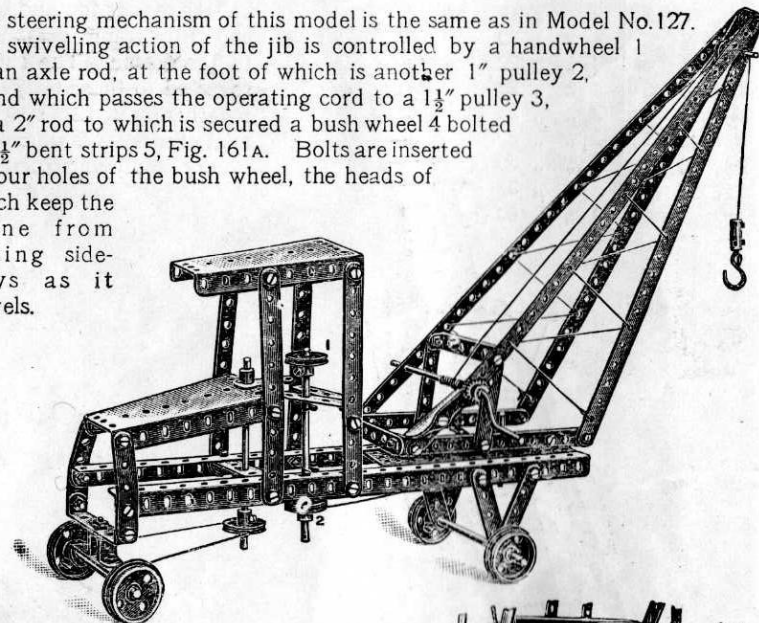 steering mechanism of this model is the same as in Model No.127.
swivelling action of the jib is controlled by a handwheel 1
an axle rod, at the foot of which is another 1″ pulley 2,
nd which passes the operating cord to a 1½″ pulley 3,
a 2″ rod to which is secured a bush wheel 4 bolted
½″ bent strips 5, Fig. 161A. Bolts are inserted
our holes of the bush wheel, the heads of
ch keep the
ne from
ing side-
ys as it
vels.
1
2